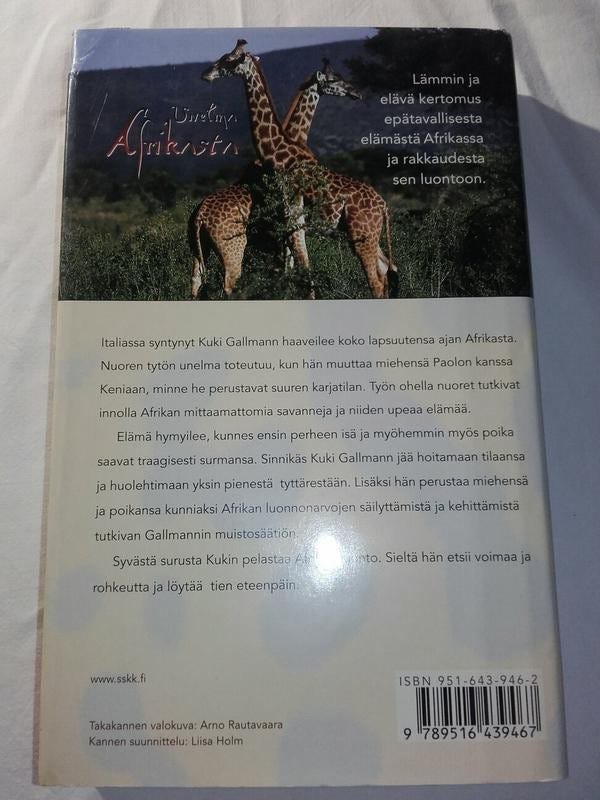 Unelma
Afrikasta
Lämmin ja
elävä kertomus
epätavallisesta
elämästä Afrikassa
ja rakkaudesta
sen luontoon.
Italiassa syntynyt Kuki Gallmann haaveilee koko lapsuutensa ajan Afrikasta.
Nuoren tytön unelma toteutuu, kun hän muuttaa miehensä Paolon kanssa
Keniaan, minne he perustavat suuren karjatilan. Työn ohella nuoret tutkivat
innolla Afrikan mittaamattomia savanneja ja niiden upeaa elämää.
Elämä hymyilee, kunnes ensin perheen isä ja myöhemmin myös poika
saavat traagisesti surmansa. Sinnikäs Kuki Gallmann jää hoitamaan tilaansa
ja huolehtimaan yksin pienestä tyttärestään. Lisäksi hän perustaa miehensä
ja poikansa kunniaksi Afrikan luonnonarvojen säilyttämistä ja kehittämistä
tutkivan Gallmannin muistosäätiön.
Syvästä surusta Kukin pelastaa. Sieltä hän etsii voimaa ja
rohkeutta ja löytää tien eteenpäin.
www.sskk.fi
ISBN 951-643-946-2
9 789516 439467
Takakannen valokuva: Arno Rautavaara
Kannen suunnittelu: Liisa Holm